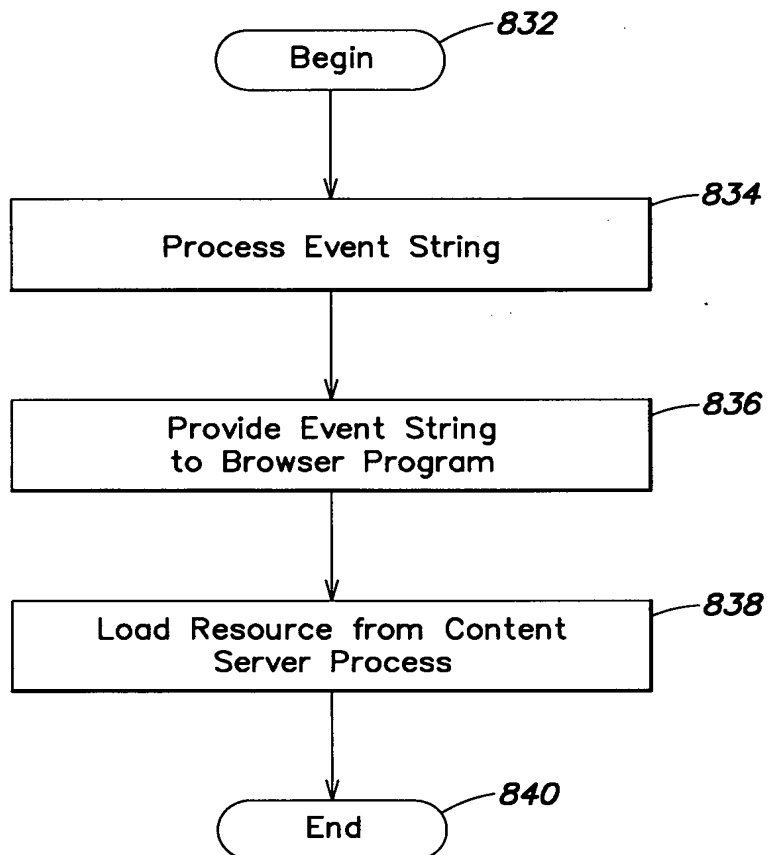 832
Begin
834
Process Event String
836
Provide Event String
to Browser Program
838
Load Resource from Content
Server Process
840
End